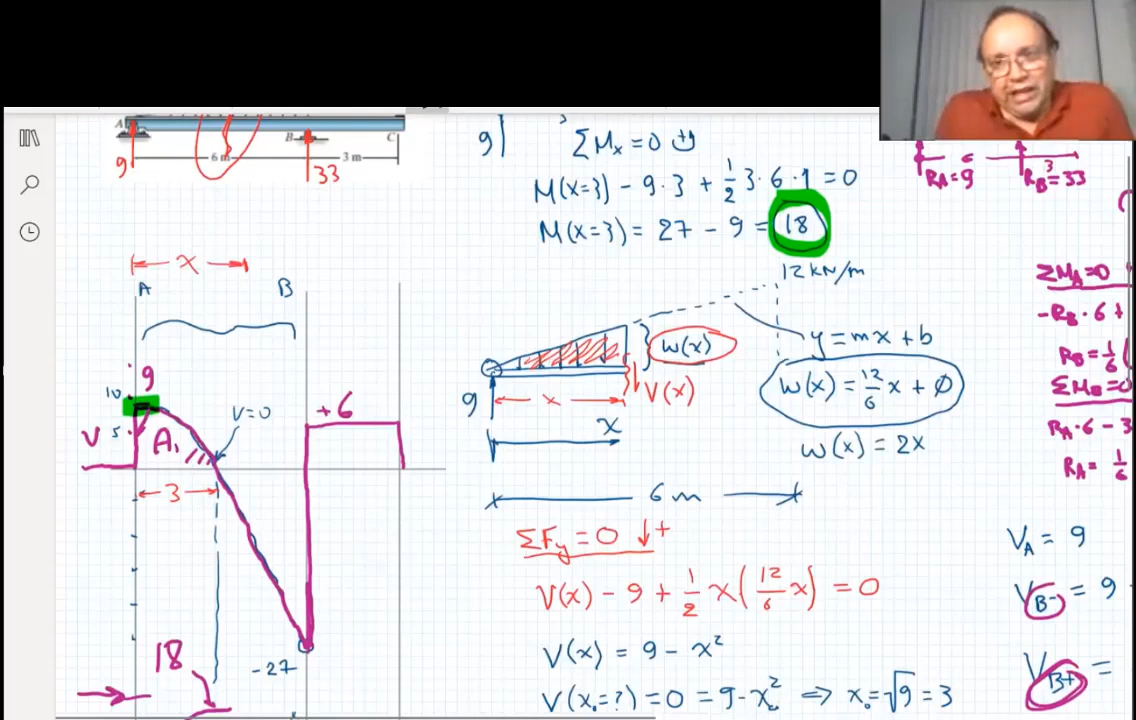 A
B
C
6 m
3 m
9
33
9
ΣMx = 0
M(x=3) - 9·3 + 1/2 3·6·1 = 0
M(x=3) = 27 - 9 = 18
RA = 9
6
3
RB = 33
x
A
B
10
9
V=0
V
5
A1
+6
3
-27
18
12 kN/m
y = mx + b
w(x)
w(x) = 12/6 x + 0
w(x) = 2x
9
x
V(x)
x
6 m
ΣFy = 0 ↓+
V(x) - 9 + 1/2 x(12/6 x) = 0
V(x) = 9 - x²
V(x₀=?) = 0 = 9 - x₀² ⇒ x₀ = √9 = 3
ΣMA = 0
-RB·6 +
RB = 1/6 (
ΣMB = 0
RA·6 - 3
RA = 1/6
VA = 9
VB- = 9
VB+ =